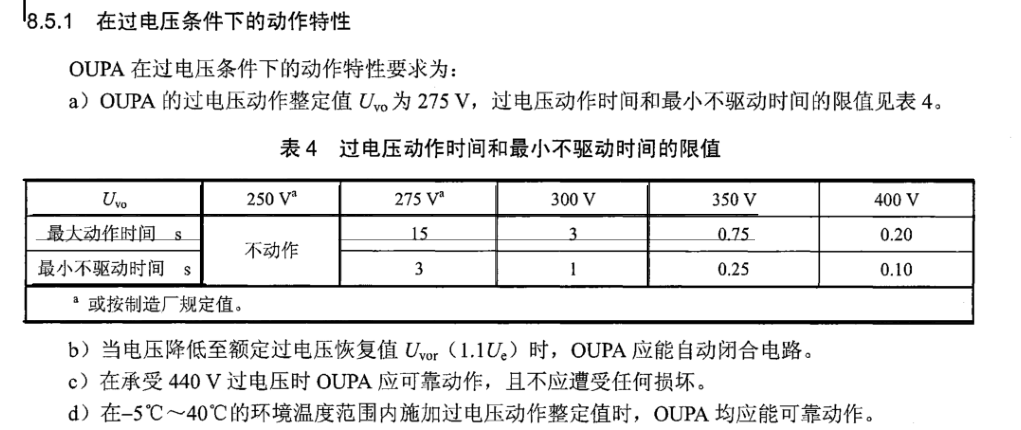 8.5.1 在过电压条件下的动作特性
OUPA 在过电压条件下的动作特性要求为：
a）OUPA 的过电压动作整定值 Uvo 为 275 V，过电压动作时间和最小不驱动时间的限值见表 4。
表 4 过电压动作时间和最小不驱动时间的限值
Uvo 250 Vᵃ 275 Vᵃ 300 V 350 V 400 V
最大动作时间 s 不动作 15 3 0.75 0.20
最小不驱动时间 s 3 1 0.25 0.10
ᵃ 或按制造厂规定值。
b）当电压降低至额定过电压恢复值 Uvor（1.1Ue）时，OUPA 应能自动闭合电路。
c）在承受 440 V 过电压时 OUPA 应可靠动作，且不应遭受任何损坏。
d）在–5℃～40℃的环境温度范围内施加过电压动作整定值时，OUPA 均应能可靠动作。